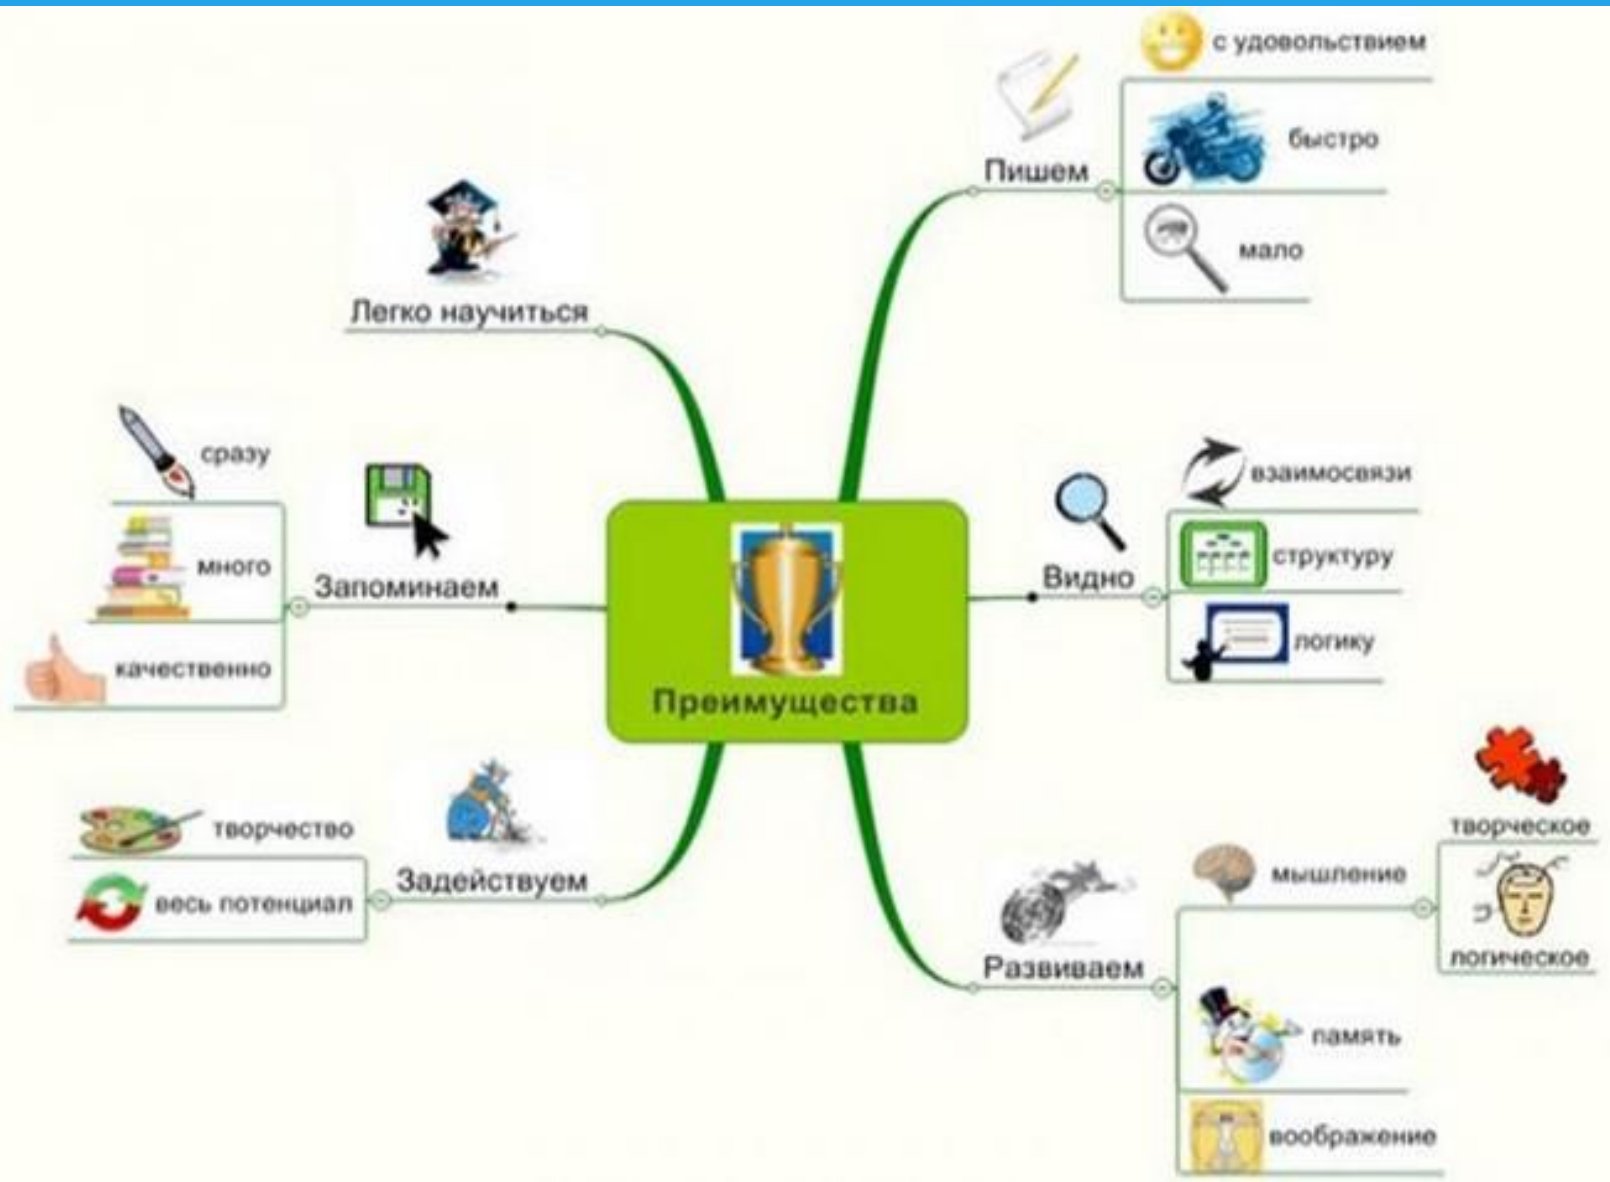 с удовольствием
быстро
Пишем
мало
Легко научиться
сразу
взаимосвязи
много
Запоминаем
Видно
структуру
качественно
логику
Преимущества
творчество
Задействуем
весь потенциал
творческое
мышление
Развиваем
логическое
память
воображение